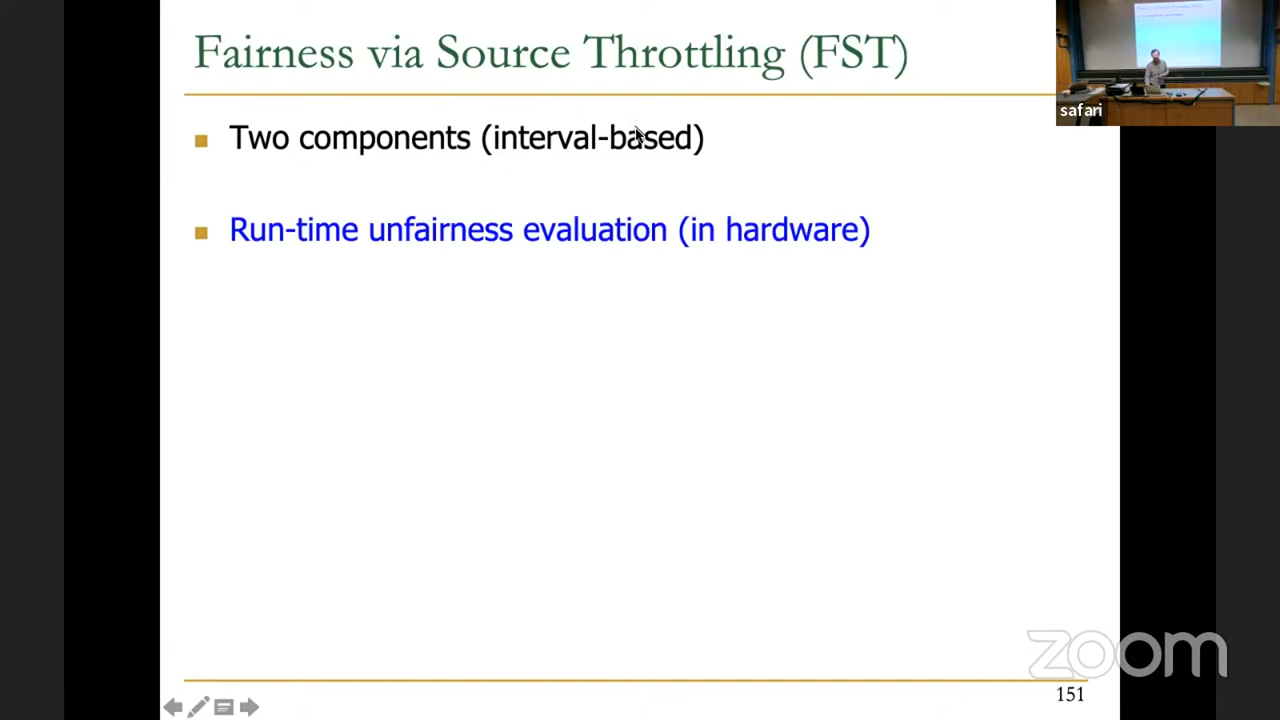 Fairness via Source Throttling (FST)
safari
Two components (interval-based)
Run-time unfairness evaluation (in hardware)
zoom
151